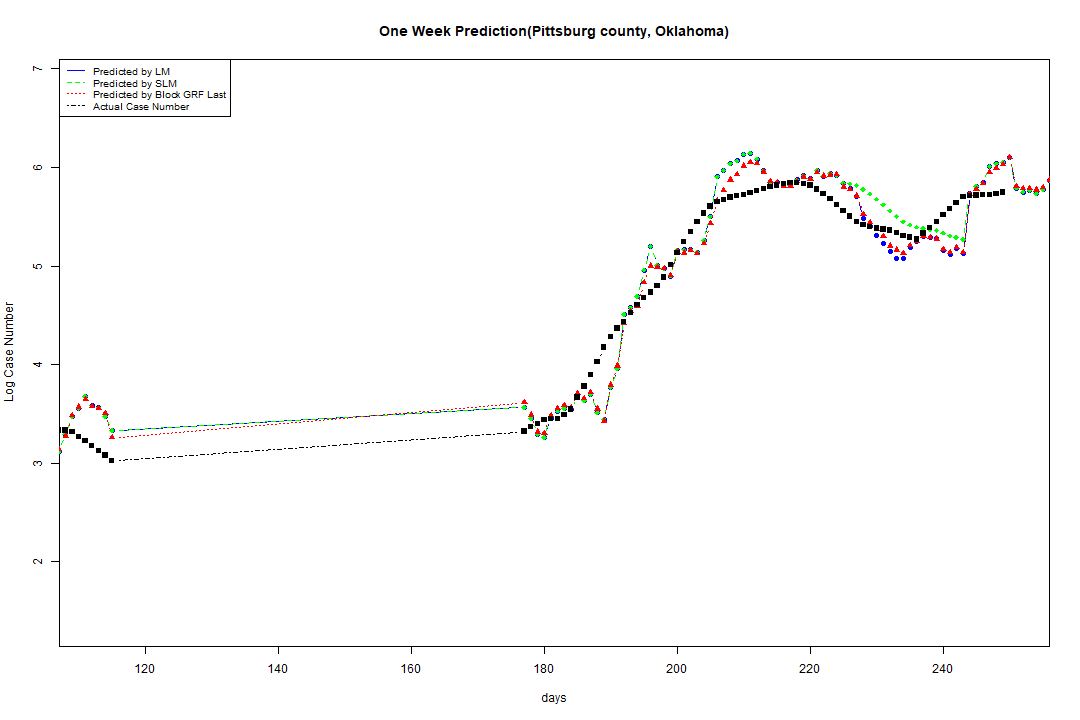 One Week Prediction(Pittsburg county, Oklahoma)
Predicted by LM
Predicted by SLM
Predicted by Block GRF Last
Actual Case Number
7
6
5
4
3
2
Log Case Number
120 140 160 180 200 220 240
days